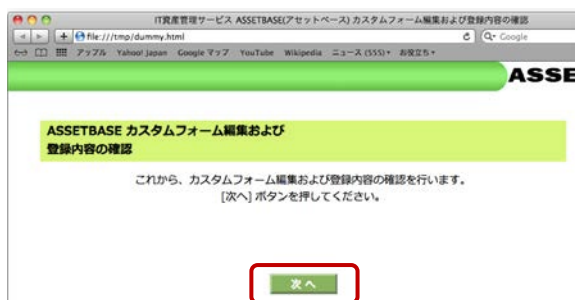 IT資産管理サービス ASSETBASE(アセットベース) カスタムフォーム編集および登録内容の確認
file:///tmp/dummy.html
Google
アップル Yahoo! Japan Google マップ YouTube Wikipedia ニュース (555) お役立ち
ASSE
ASSETBASE カスタムフォーム編集および
登録内容の確認
これから、カスタムフォーム編集および登録内容の確認を行います。
[次へ] ボタンを押してください。
次へ